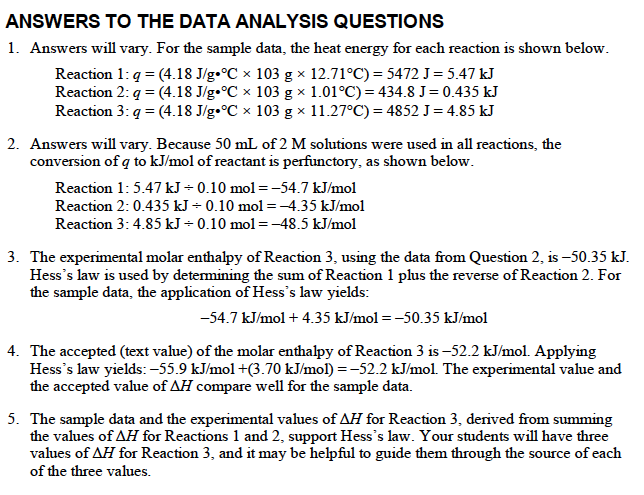 ANSWERS TO THE DATA ANALYSIS QUESTIONS
1. Answers will vary. For the sample data, the heat energy for each reaction is shown below.
Reaction 1: q = (4.18 J/g•°C × 103 g × 12.71°C) = 5472 J = 5.47 kJ
Reaction 2: q = (4.18 J/g•°C × 103 g × 1.01°C) = 434.8 J = 0.435 kJ
Reaction 3: q = (4.18 J/g•°C × 103 g × 11.27°C) = 4852 J = 4.85 kJ
2. Answers will vary. Because 50 mL of 2 M solutions were used in all reactions, the
conversion of q to kJ/mol of reactant is perfunctory, as shown below.
Reaction 1: 5.47 kJ ÷ 0.10 mol = −54.7 kJ/mol
Reaction 2: 0.435 kJ ÷ 0.10 mol = −4.35 kJ/mol
Reaction 3: 4.85 kJ ÷ 0.10 mol = −48.5 kJ/mol
3. The experimental molar enthalpy of Reaction 3, using the data from Question 2, is −50.35 kJ.
Hess's law is used by determining the sum of Reaction 1 plus the reverse of Reaction 2. For
the sample data, the application of Hess's law yields:
−54.7 kJ/mol + 4.35 kJ/mol = −50.35 kJ/mol
4. The accepted (text value) of the molar enthalpy of Reaction 3 is −52.2 kJ/mol. Applying
Hess's law yields: −55.9 kJ/mol +(3.70 kJ/mol) = −52.2 kJ/mol. The experimental value and
the accepted value of ΔH compare well for the sample data.
5. The sample data and the experimental values of ΔH for Reaction 3, derived from summing
the values of ΔH for Reactions 1 and 2, support Hess's law. Your students will have three
values of ΔH for Reaction 3, and it may be helpful to guide them through the source of each
of the three values.